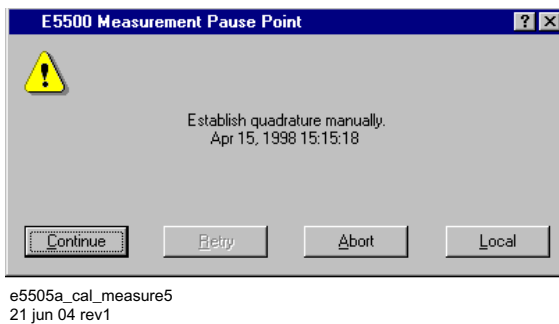 E5500 Measurement Pause Point
Establish quadrature manually.
Apr 15, 1998 15:15:18
Continue Retry Abort Local
e5505a_cal_measure5
21 jun 04 rev1